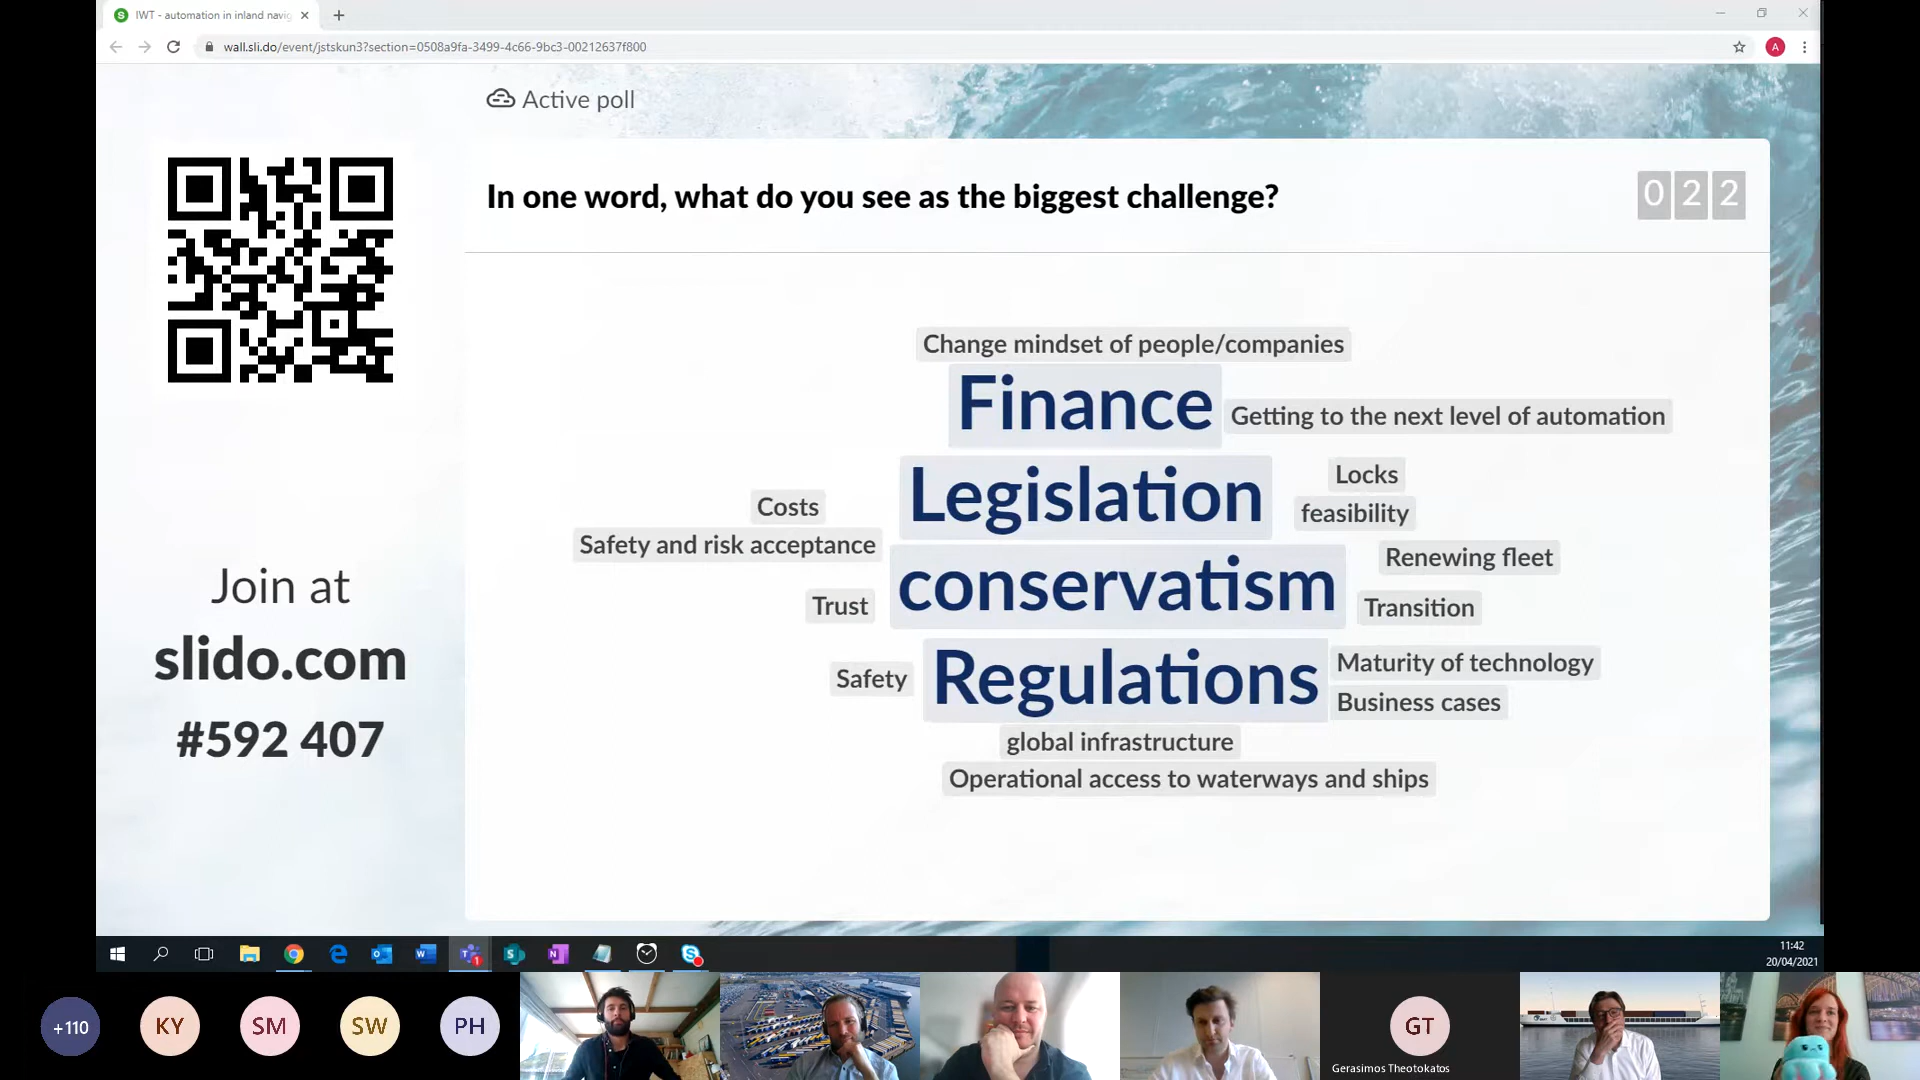 IWT - automation in inland navig
wall.sli.do/event/jstskun3?section=0508a9fa-3499-4c66-9bc3-00212637f800
A
Active poll
In one word, what do you see as the biggest challenge?
022
Change mindset of people/companies
Finance
Getting to the next level of automation
Legislation
Locks
feasibility
Costs
Safety and risk acceptance
conservatism
Renewing fleet
Trust
Transition
Safety
Regulations
Maturity of technology
Business cases
global infrastructure
Operational access to waterways and ships
Join at
slido.com
#592 407
11:42
20/04/2021
+110
KY
SM
SW
PH
GT
Gerasimos Theotokatos